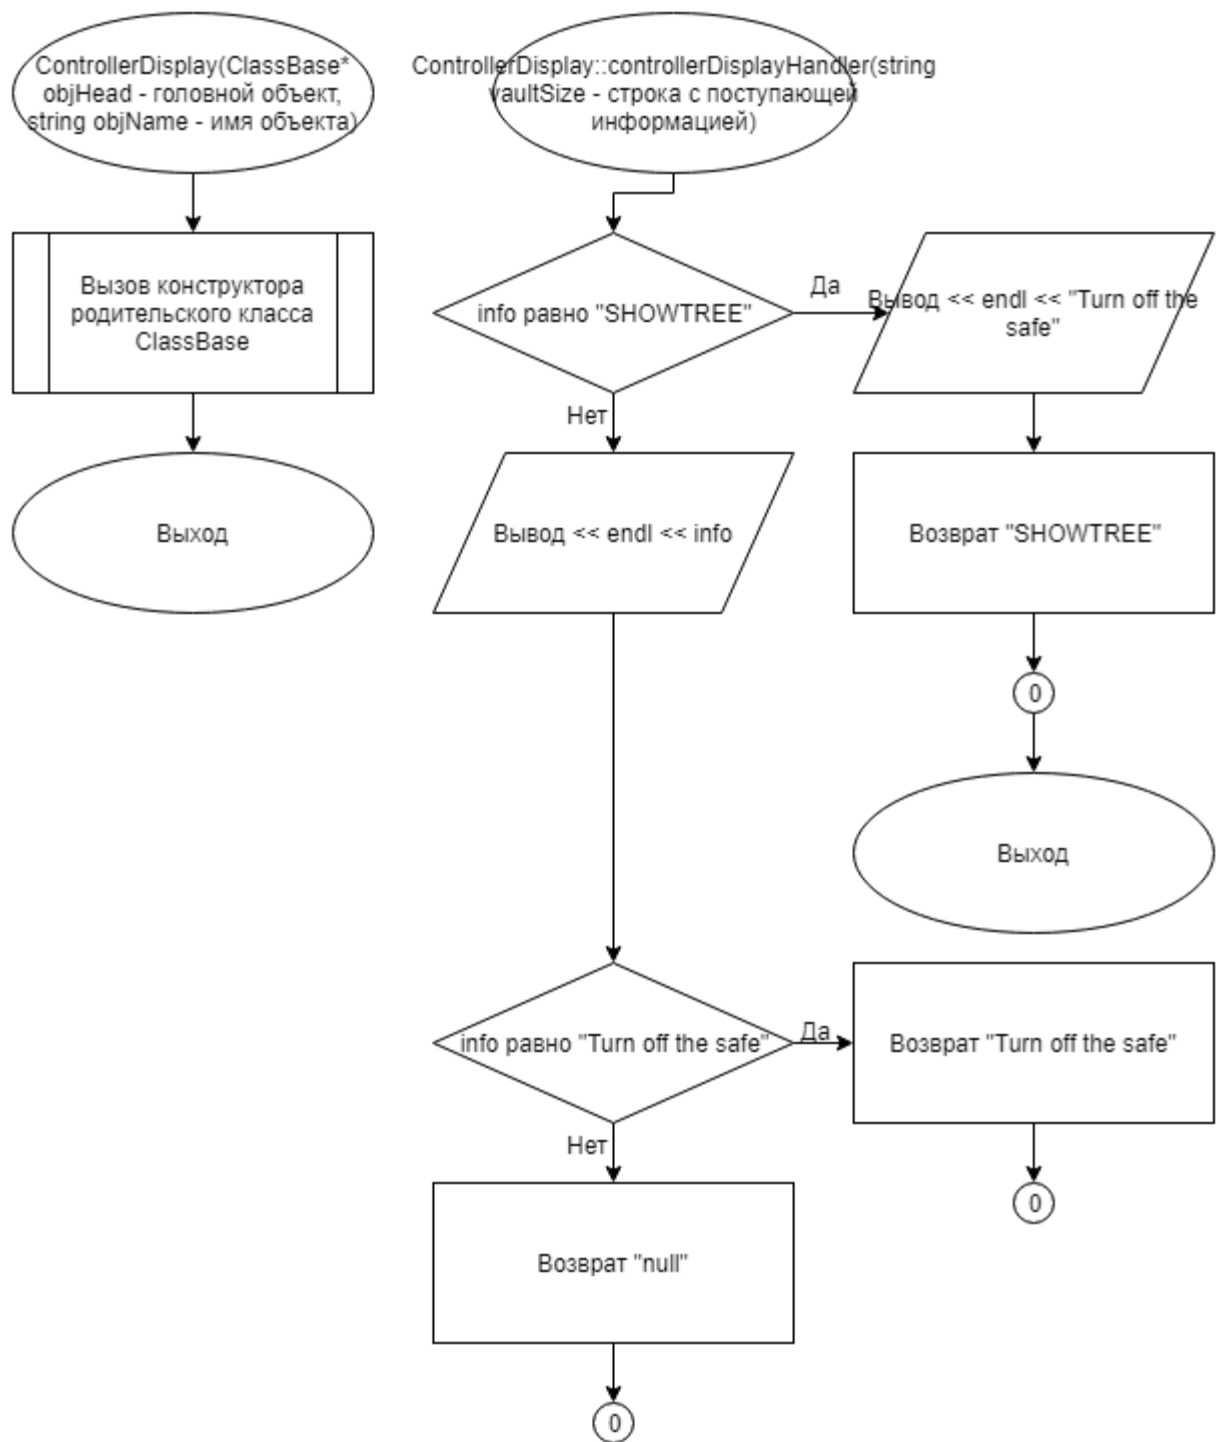 ControllerDisplay(ClassBase*
objHead - головной объект,
string objName - имя объекта)
Вызов конструктора
родительского класса
ClassBase
Выход
ControllerDisplay::controllerDisplayHandler(string
vaultSize - строка с поступающей
информацией)
info равно "SHOWTREE"
Да
Вывод << endl << "Turn off the
safe"
Нет
Вывод << endl << info
Возврат "SHOWTREE"
0
Выход
info равно "Turn off the safe"
Да
Возврат "Turn off the safe"
0
Нет
Возврат "null"
0